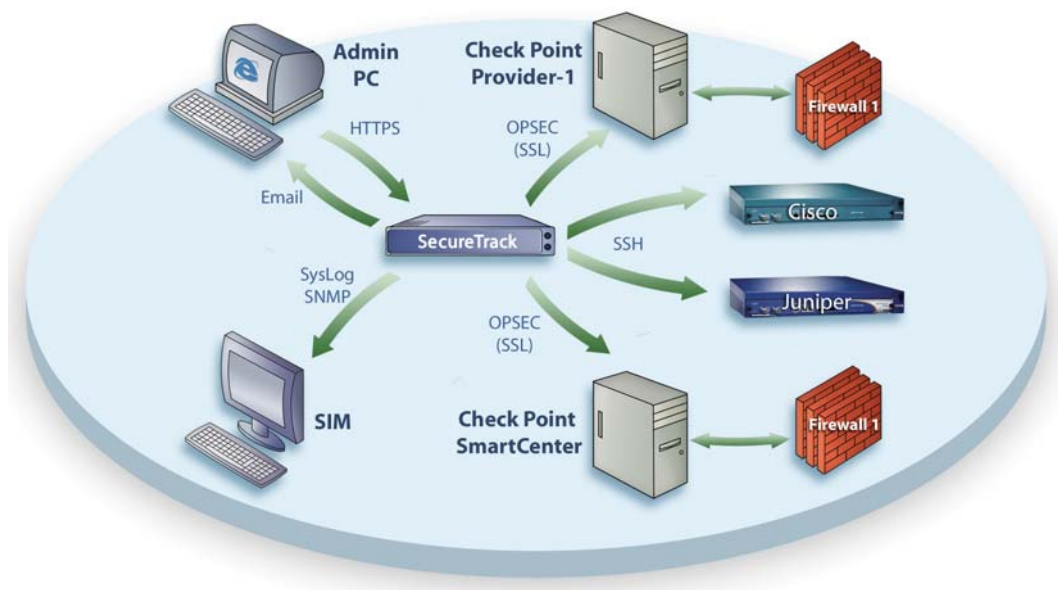 Admin
PC
Check Point
Provider-1
Firewall 1
HTTPS
OPSEC
(SSL)
Email
Cisco
SecureTrack
SSH
SysLog
SNMP
Juniper
OPSEC
(SSL)
SIM
Check Point
SmartCenter
Firewall 1